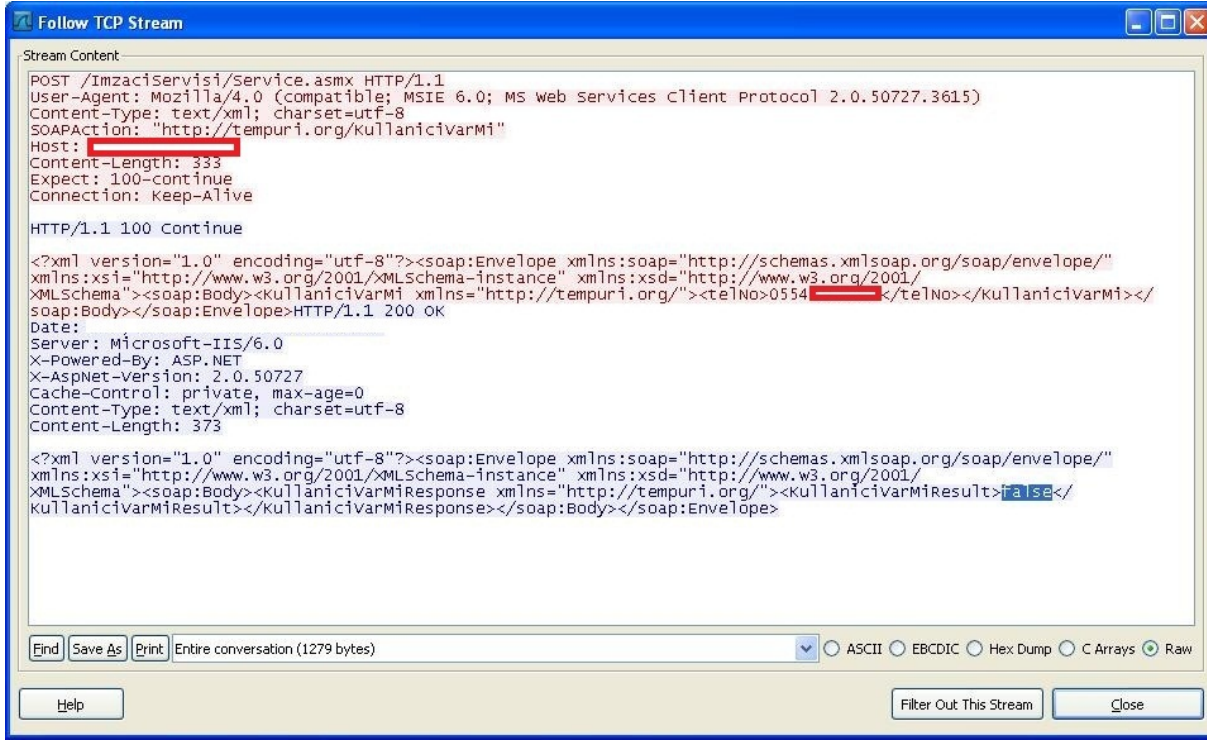 Follow TCP Stream
Stream Content
POST /ImzaciServisi/Service.asmx HTTP/1.1
User-Agent: Mozilla/4.0 (compatible; MSIE 6.0; MS Web Services Client Protocol 2.0.50727.3615)
Content-Type: text/xml; charset=utf-8
SOAPAction: "http://tempuri.org/KullaniciVarMi"
Host:
Content-Length: 333
Expect: 100-continue
Connection: Keep-Alive
HTTP/1.1 100 Continue
<?xml version="1.0" encoding="utf-8"?><soap:Envelope xmlns:soap="http://schemas.xmlsoap.org/soap/envelope/"
xmlns:xsi="http://www.w3.org/2001/XMLSchema-instance" xmlns:xsd="http://www.w3.org/2001/
XMLSchema"><soap:Body><KullaniciVarMi xmlns="http://tempuri.org/"><telNo>0554</telNo></KullaniciVarMi></
soap:Body></soap:Envelope>HTTP/1.1 200 OK
Date:
Server: Microsoft-IIS/6.0
X-Powered-By: ASP.NET
X-AspNet-Version: 2.0.50727
Cache-Control: private, max-age=0
Content-Type: text/xml; charset=utf-8
Content-Length: 373
<?xml version="1.0" encoding="utf-8"?><soap:Envelope xmlns:soap="http://schemas.xmlsoap.org/soap/envelope/"
xmlns:xsi="http://www.w3.org/2001/XMLSchema-instance" xmlns:xsd="http://www.w3.org/2001/
XMLSchema"><soap:Body><KullaniciVarMiResponse xmlns="http://tempuri.org/"><KullaniciVarMiResult>false</
KullaniciVarMiResult></KullaniciVarMiResponse></soap:Body></soap:Envelope>
Find Save As Print Entire conversation (1279 bytes) ASCII EBCDIC Hex Dump C Arrays Raw
Help Filter Out This Stream Close